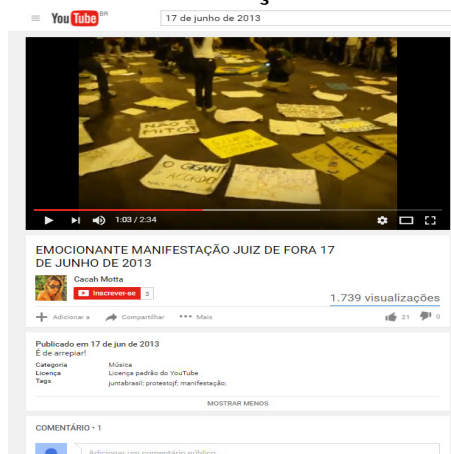 YouTube BR
17 de junho de 2013
NÃO É
MITO!
O GIGANTE
ACORDOU
1:03 / 2:34
EMOCIONANTE MANIFESTAÇÃO JUIZ DE FORA 17
DE JUNHO DE 2013
Cacah Motta
Inscrever-se 3
1.739 visualizações
Adicionar a Compartilhar Mais 21 0
Publicado em 17 de jun de 2013
É de arrepiar!
Categoria Música
Licença Licença padrão do YouTube
Tags juntabrasil; protestojf; manifestação;
MOSTRAR MENOS
COMENTÁRIO • 1
Adicionar um comentário público...